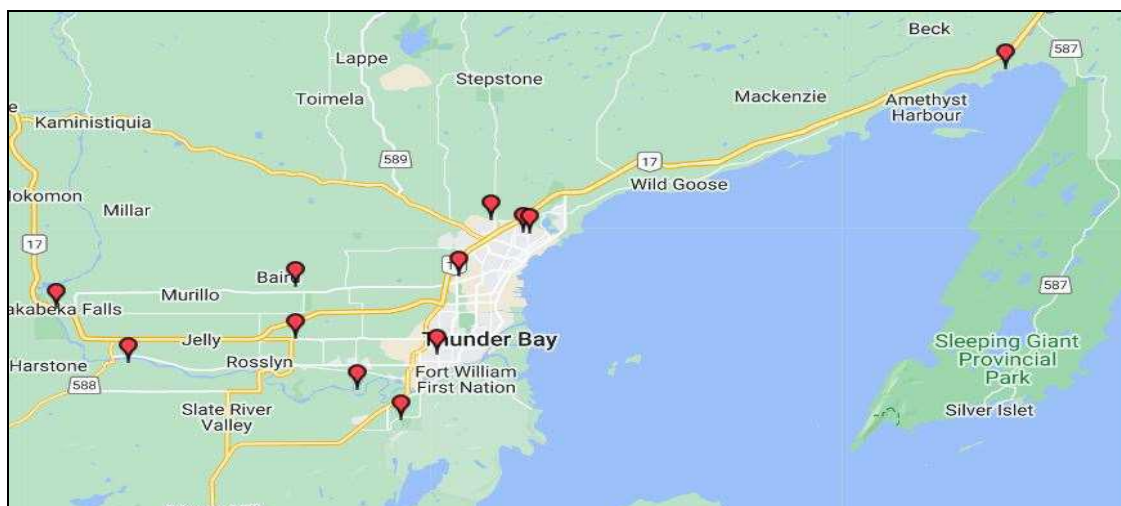 Beck
587
Lappe
Stepstone
Toimela
Mackenzie
Amethyst
Harbour
Kaministiquia
589
17
Wild Goose
Millar
17
587
Murillo
Jelly
Thunder Bay
Sleeping Giant
Provincial
Park
Harstone
Rosslyn
588
Fort William
First Nation
Slate River
Valley
Silver Islet